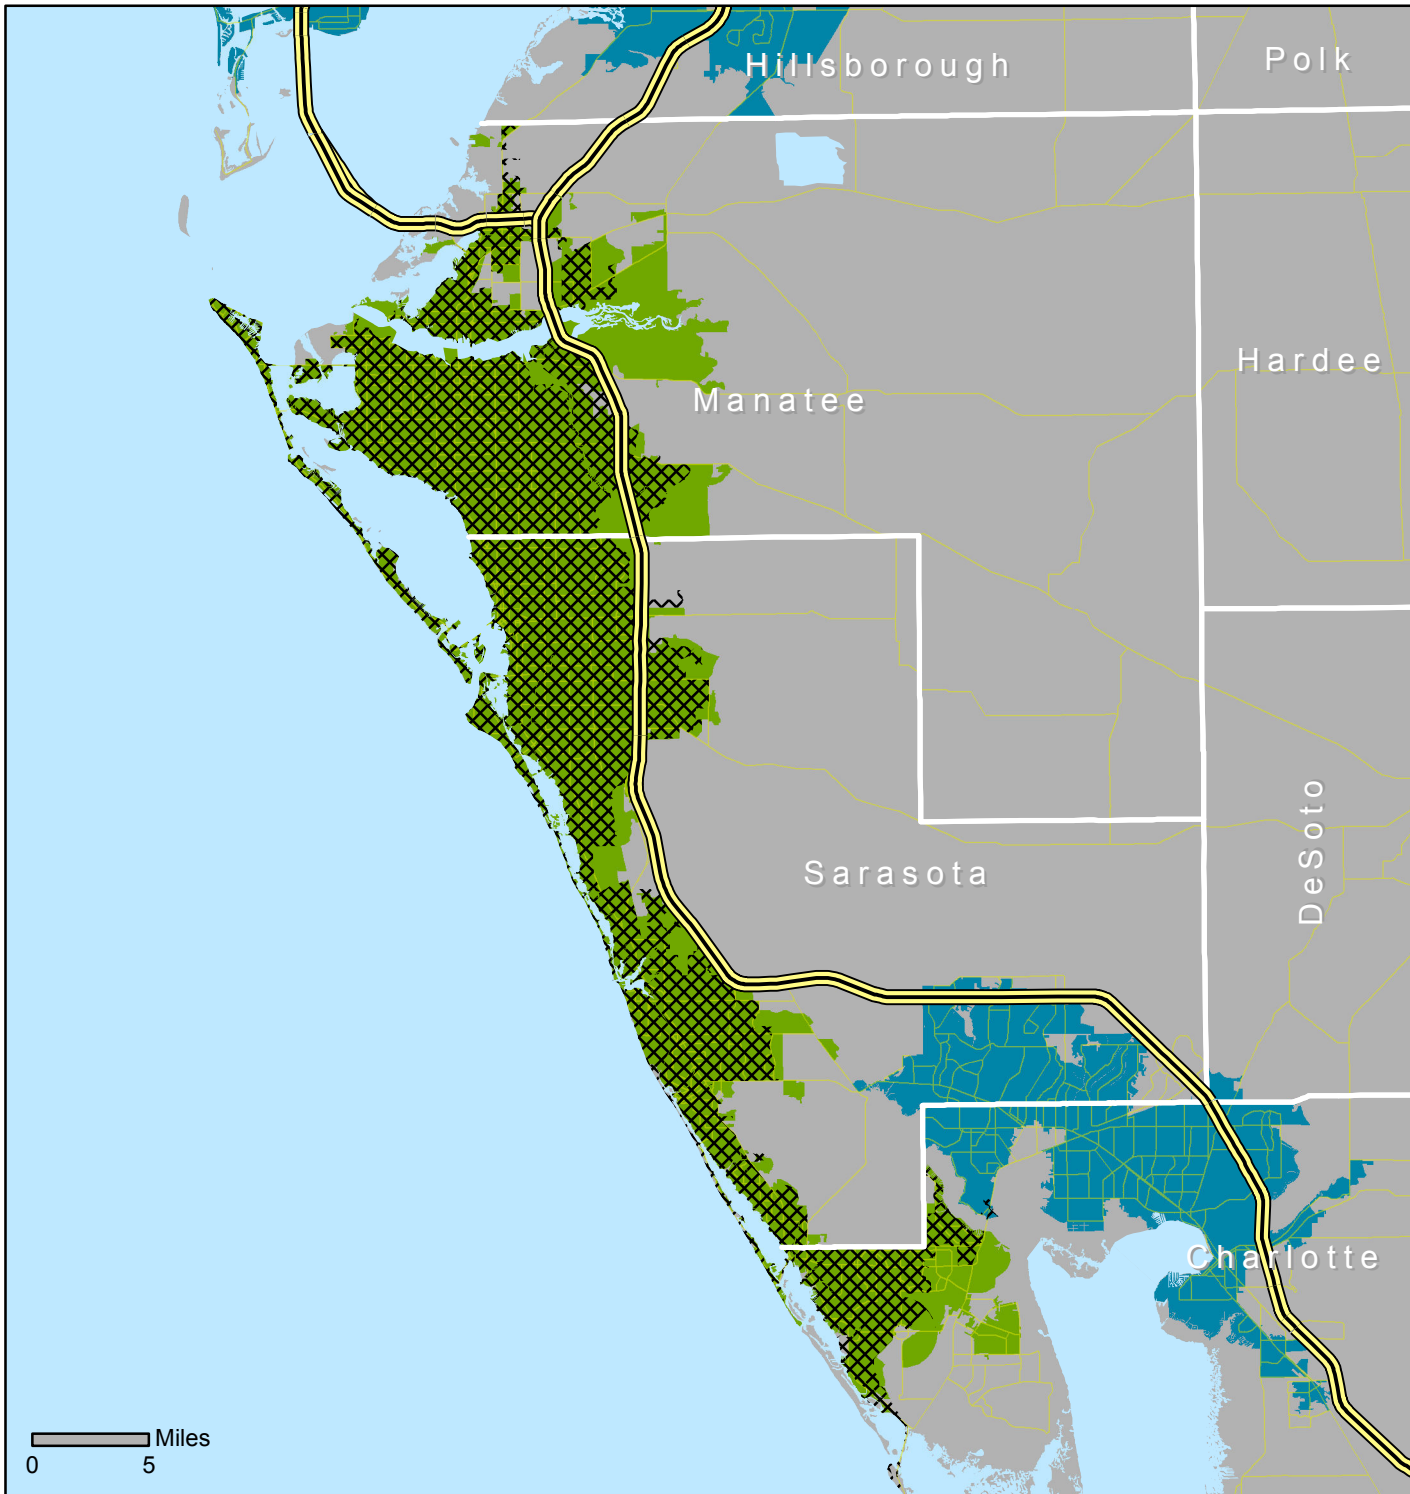 Hillsborough
Polk
Hardee
Manatee
DeSoto
Sarasota
Charlotte
Miles
0 5